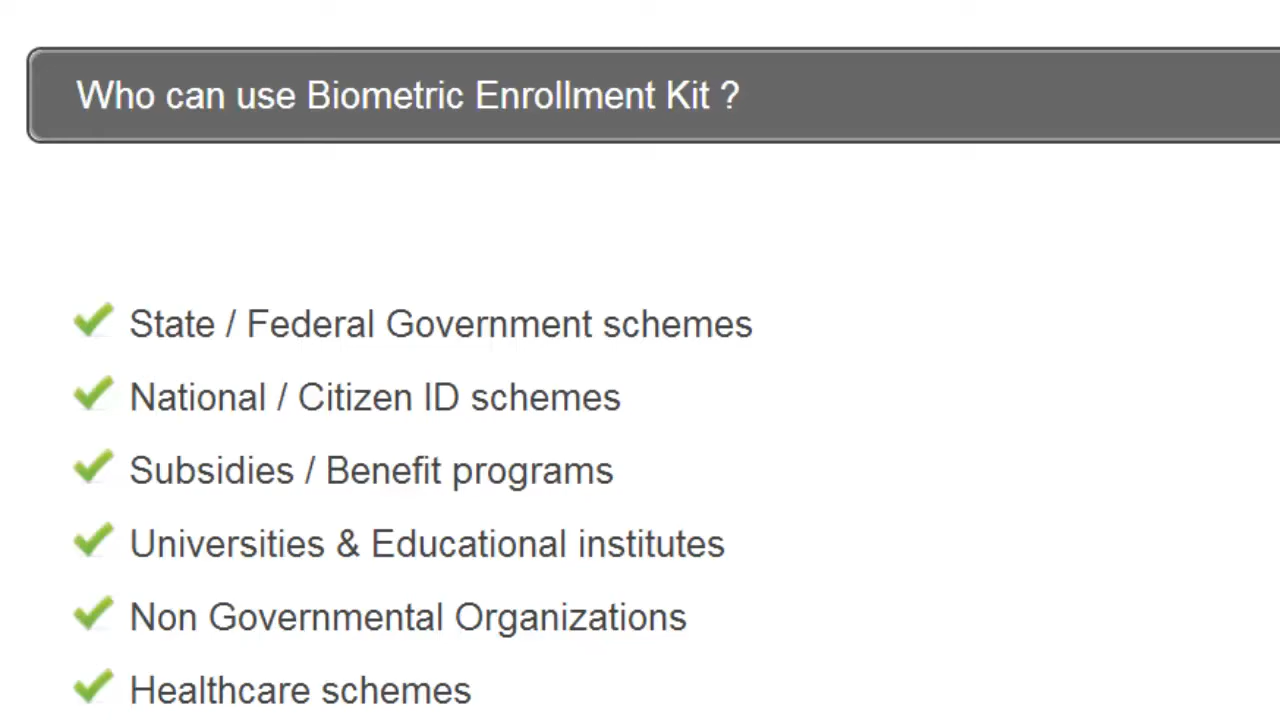 Who can use Biometric Enrollment Kit ?
State / Federal Government schemes
National / Citizen ID schemes
Subsidies / Benefit programs
Universities & Educational institutes
Non Governmental Organizations
Healthcare schemes